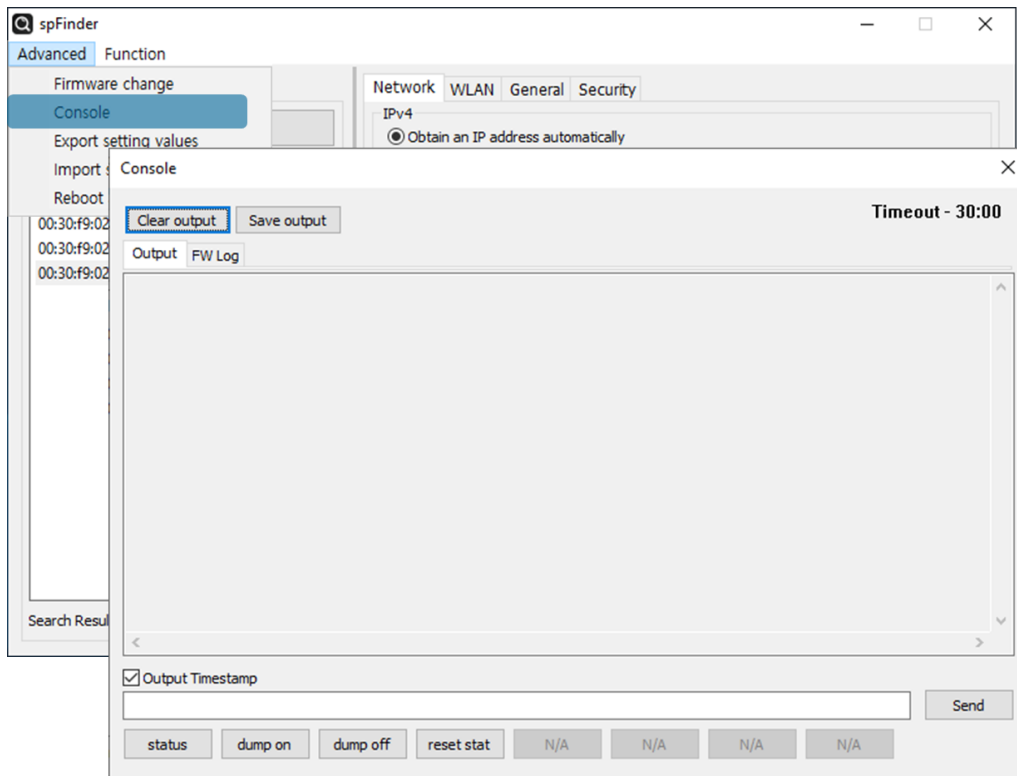 spFinder
Advanced Function
Firmware change
Console
Export setting values
Import
Reboot
Network WLAN General Security
IPv4
Obtain an IP address automatically
00:30:f9:02
00:30:f9:02
00:30:f9:02
Search Resul
Console
Timeout - 30:00
Clear output Save output
Output FW Log
Output Timestamp
Send
status dump on dump off reset stat N/A N/A N/A N/A